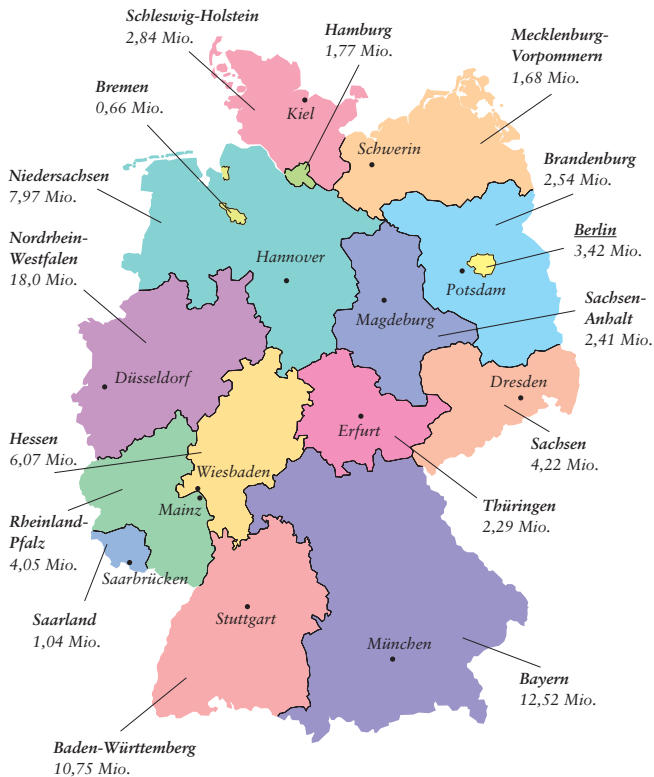 Schleswig-Holstein
2,84 Mio.
Hamburg
1,77 Mio.
Mecklenburg-
Vorpommern
1,68 Mio.
Bremen
0,66 Mio.
Kiel
Schwerin
Brandenburg
2,54 Mio.
Niedersachsen
7,97 Mio.
Berlin
3,42 Mio.
Nordrhein-
Westfalen
18,0 Mio.
Hannover
Potsdam
Magdeburg
Sachsen-
Anhalt
2,41 Mio.
Düsseldorf
Dresden
Erfurt
Sachsen
4,22 Mio.
Hessen
6,07 Mio.
Wiesbaden
Mainz
Thüringen
2,29 Mio.
Rheinland-
Pfalz
4,05 Mio.
Saarbrücken
Saarland
1,04 Mio.
Stuttgart
München
Bayern
12,52 Mio.
Baden-Württemberg
10,75 Mio.